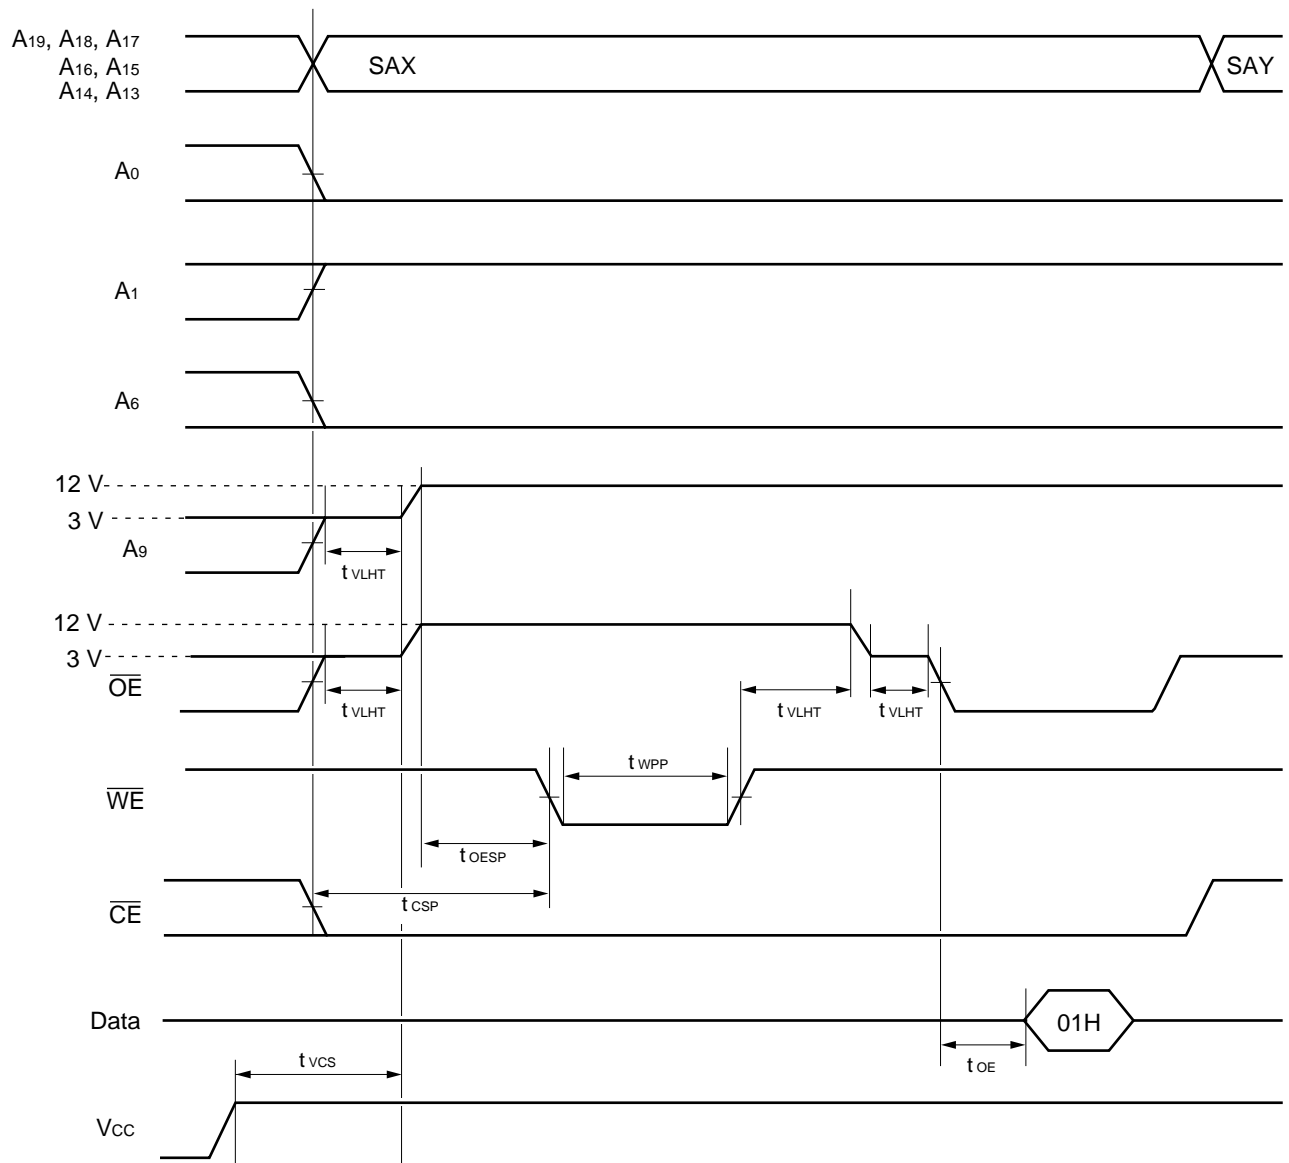 A19, A18, A17
A16, A15
A14, A13
SAX
SAY
A0
A1
A6
12 V
3 V
A9
t VLHT
12 V
3 V
OE
t VLHT
t VLHT
t VLHT
t WPP
WE
t OESP
t CSP
CE
Data
01H
t VCS
t OE
VCC